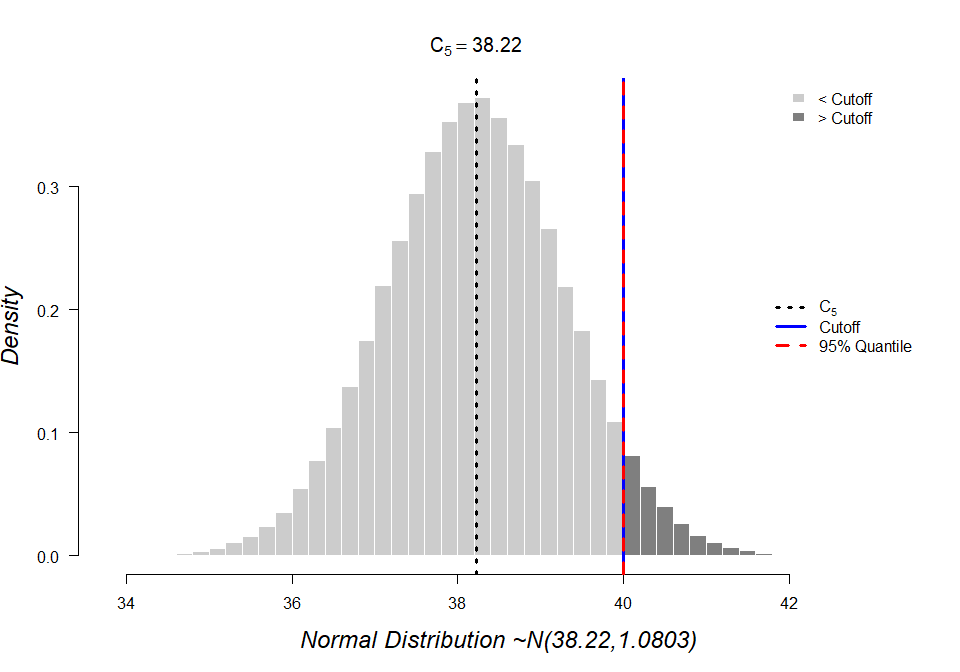 C5 = 38.22
< Cutoff
> Cutoff
0.3
0.2
0.1
0.0
Density
C5
Cutoff
95% Quantile
34 36 38 40 42
Normal Distribution ~N(38.22,1.0803)